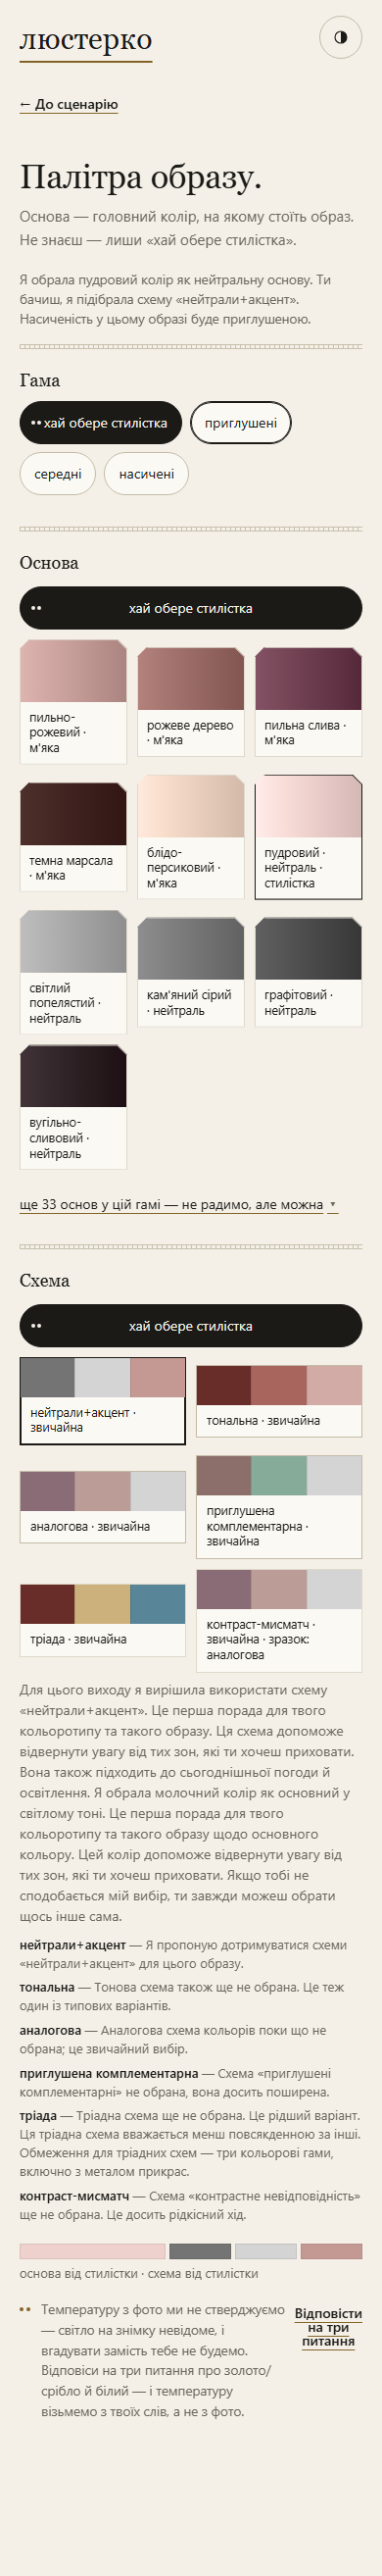 люстерко
← До сценарію
Палітра образу.
Основа — головний колір, на якому стоїть образ.
Не знаєш — лиши «хай обере стилістка».
Я обрала пудровий колір як нейтральну основу. Ти
бачиш, я підібрала схему «нейтрали+акцент».
Насиченість у цьому образі буде приглушеною.
Гама
хай обере стилістка
приглушені
середні
насичені
Основа
хай обере стилістка
пильно-
рожевий ·
м'яка
рожеве дерево
· м'яка
пильна слива ·
м'яка
темна марсала
· м'яка
блідо-
персиковий ·
м'яка
пудровий ·
нейтраль ·
стилістка
світлий
попелястий ·
нейтраль
кам'яний сірий
· нейтраль
графітовий ·
нейтраль
вугільно-
сливовий ·
нейтраль
ще 33 основ у цій гамі — не радимо, але можна ▾
Схема
хай обере стилістка
нейтрали+акцент ·
звичайна
тональна · звичайна
аналогова · звичайна
приглушена
комплементарна ·
звичайна
тріада · звичайна
контраст-мисматч ·
звичайна · зразок:
аналогова
Для цього виходу я вирішила використати схему
«нейтрали+акцент». Це перша порада для твого
кольоротипу та такого образу. Ця схема допоможе
відвернути увагу від тих зон, які ти хочеш приховати.
Вона також підходить до сьогоднішньої погоди й
освітлення. Я обрала молочний колір як основний у
світлому тоні. Це перша порада для твого
кольоротипу та такого образу щодо основного
кольору. Цей колір допоможе відвернути увагу від
тих зон, які ти хочеш приховати. Якщо тобі не
сподобається мій вибір, ти завжди можеш обрати
щось інше сама.
нейтрали+акцент — Я пропоную дотримуватися схеми
«нейтрали+акцент» для цього образу.
тональна — Тонова схема також ще не обрана. Це теж
один із типових варіантів.
аналогова — Аналогова схема кольорів поки що не
обрана; це звичайний вибір.
приглушена комплементарна — Схема «приглушені
комплементарні» не обрана, вона досить поширена.
тріада — Тріадна схема ще не обрана. Це рідший варіант.
Ця тріадна схема вважається менш повсякденною за інші.
Обмеження для тріадних схем — три кольорові гами,
включно з металом прикрас.
контраст-мисматч — Схема «контрастне невідповідність»
ще не обрана. Це досить рідкісний хід.
основа від стилістки · схема від стилістки
Температуру з фото ми не стверджуємо
— світло на знімку невідоме, і
вгадувати замість тебе не будемо.
Відповіси на три питання про золото/
срібло й білий — і температуру
візьмемо з твоїх слів, а не з фото.
Відповісти
на три
питання